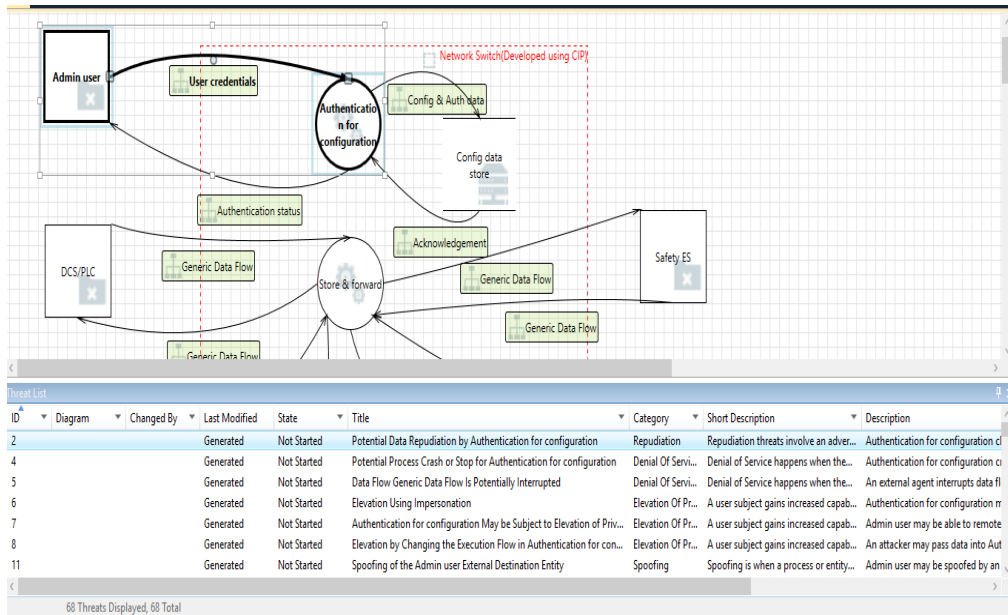 Network Switch(Developed using CIP)
Admin user
User credentials
Authenticatio
n for
configuration
Config & Auth data
Config data
store
Authentication status
Acknowledgement
DCS/PLC
Generic Data Flow
Store & forward
Generic Data Flow
Safety ES
Generic Data Flow
Generic Data Flow
Threat List
ID Diagram Changed By Last Modified State Title Category Short Description Description
2 Generated Not Started Potential Data Repudiation by Authentication for configuration Repudiation Repudiation threats involve an adver... Authentication for configuration cl
4 Generated Not Started Potential Process Crash or Stop for Authentication for configuration Denial Of Servi... Denial of Service happens when the... Authentication for configuration cr
5 Generated Not Started Data Flow Generic Data Flow Is Potentially Interrupted Denial Of Servi... Denial of Service happens when the... An external agent interrupts data fl
6 Generated Not Started Elevation Using Impersonation Elevation Of Pr... A user subject gains increased capab... Authentication for configuration m
7 Generated Not Started Authentication for configuration May be Subject to Elevation of Priv... Elevation Of Pr... A user subject gains increased capab... Admin user may be able to remote
8 Generated Not Started Elevation by Changing the Execution Flow in Authentication for con... Elevation Of Pr... A user subject gains increased capab... An attacker may pass data into Aut
11 Generated Not Started Spoofing of the Admin user External Destination Entity Spoofing Spoofing is when a process or entity... Admin user may be spoofed by an
68 Threats Displayed, 68 Total